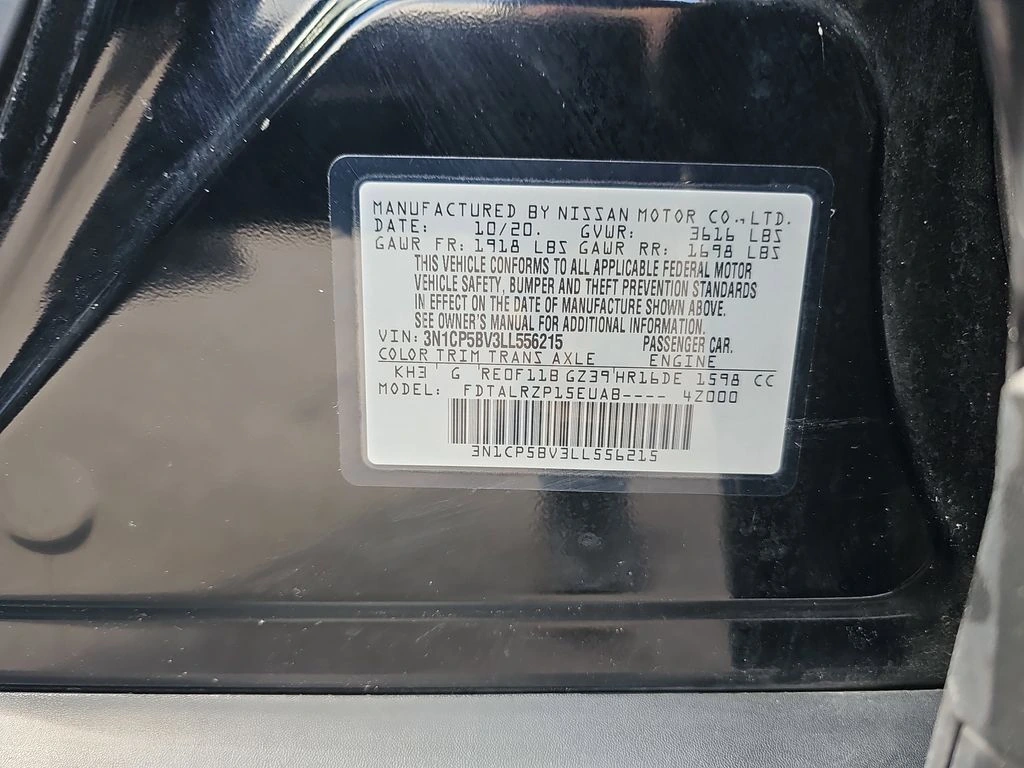 MANUFACTURED BY NISSAN MOTOR CO.,LTD.
DATE: 10/20. GVWR: 3616 LBS
GAWR FR: 1918 LBS GAWR RR: 1698 LBS
THIS VEHICLE CONFORMS TO ALL APPLICABLE FEDERAL MOTOR
VEHICLE SAFETY, BUMPER AND THEFT PREVENTION STANDARDS
IN EFFECT ON THE DATE OF MANUFACTURE SHOWN ABOVE.
SEE OWNER'S MANUAL FOR ADDITIONAL INFORMATION.
VIN: 3N1CP5BV3LL556215 PASSENGER CAR.
COLOR TRIM TRANS AXLE ENGINE
KH3 ' G 'RE0F11B GZ39'HR16DE 1598 CC
MODEL: FDTALRZP15EUAB---- 4Z000
3N1CP5BV3LL556215